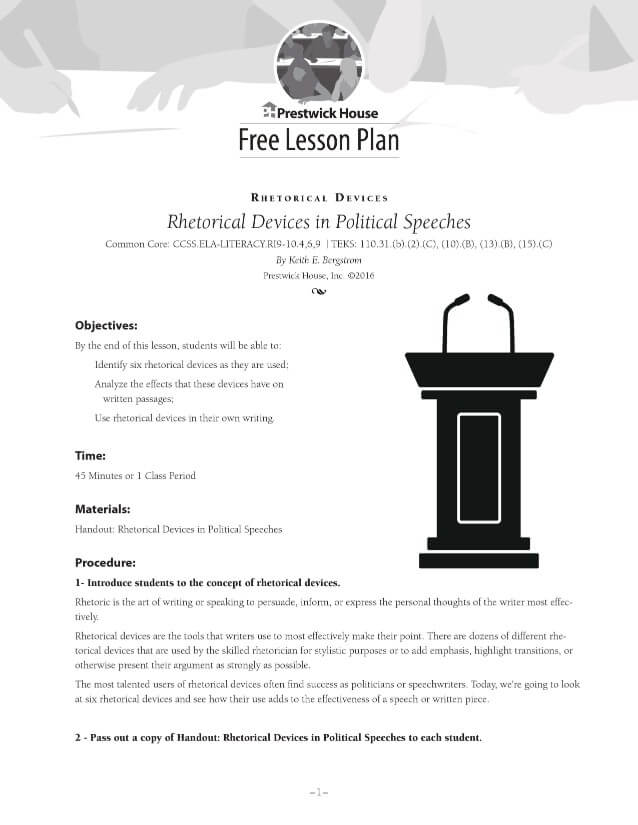 Prestwick House
Free Lesson Plan
Rhetorical Devices
Rhetorical Devices in Political Speeches
Common Core: CCSS.ELA-LITERACY.RI9-10.4,6,9 | TEKS: 110.31.(b).(2).(C), (10).(B), (13).(B), (15).(C)
By Keith E. Bergstrom
Prestwick House, Inc. ©2016
Objectives:
By the end of this lesson, students will be able to:
Identify six rhetorical devices as they are used;
Analyze the effects that these devices have on
written passages;
Use rhetorical devices in their own writing.
Time:
45 Minutes or 1 Class Period
Materials:
Handout: Rhetorical Devices in Political Speeches
Procedure:
1- Introduce students to the concept of rhetorical devices.
Rhetoric is the art of writing or speaking to persuade, inform, or express the personal thoughts of the writer most effec-
tively.
Rhetorical devices are the tools that writers use to most effectively make their point. There are dozens of different rhe-
torical devices that are used by the skilled rhetorician for stylistic purposes or to add emphasis, highlight transitions, or
otherwise present their argument as strongly as possible.
The most talented users of rhetorical devices often find success as politicians or speechwriters. Today, we're going to look
at six rhetorical devices and see how their use adds to the effectiveness of a speech or written piece.
2 - Pass out a copy of Handout: Rhetorical Devices in Political Speeches to each student.
–1–